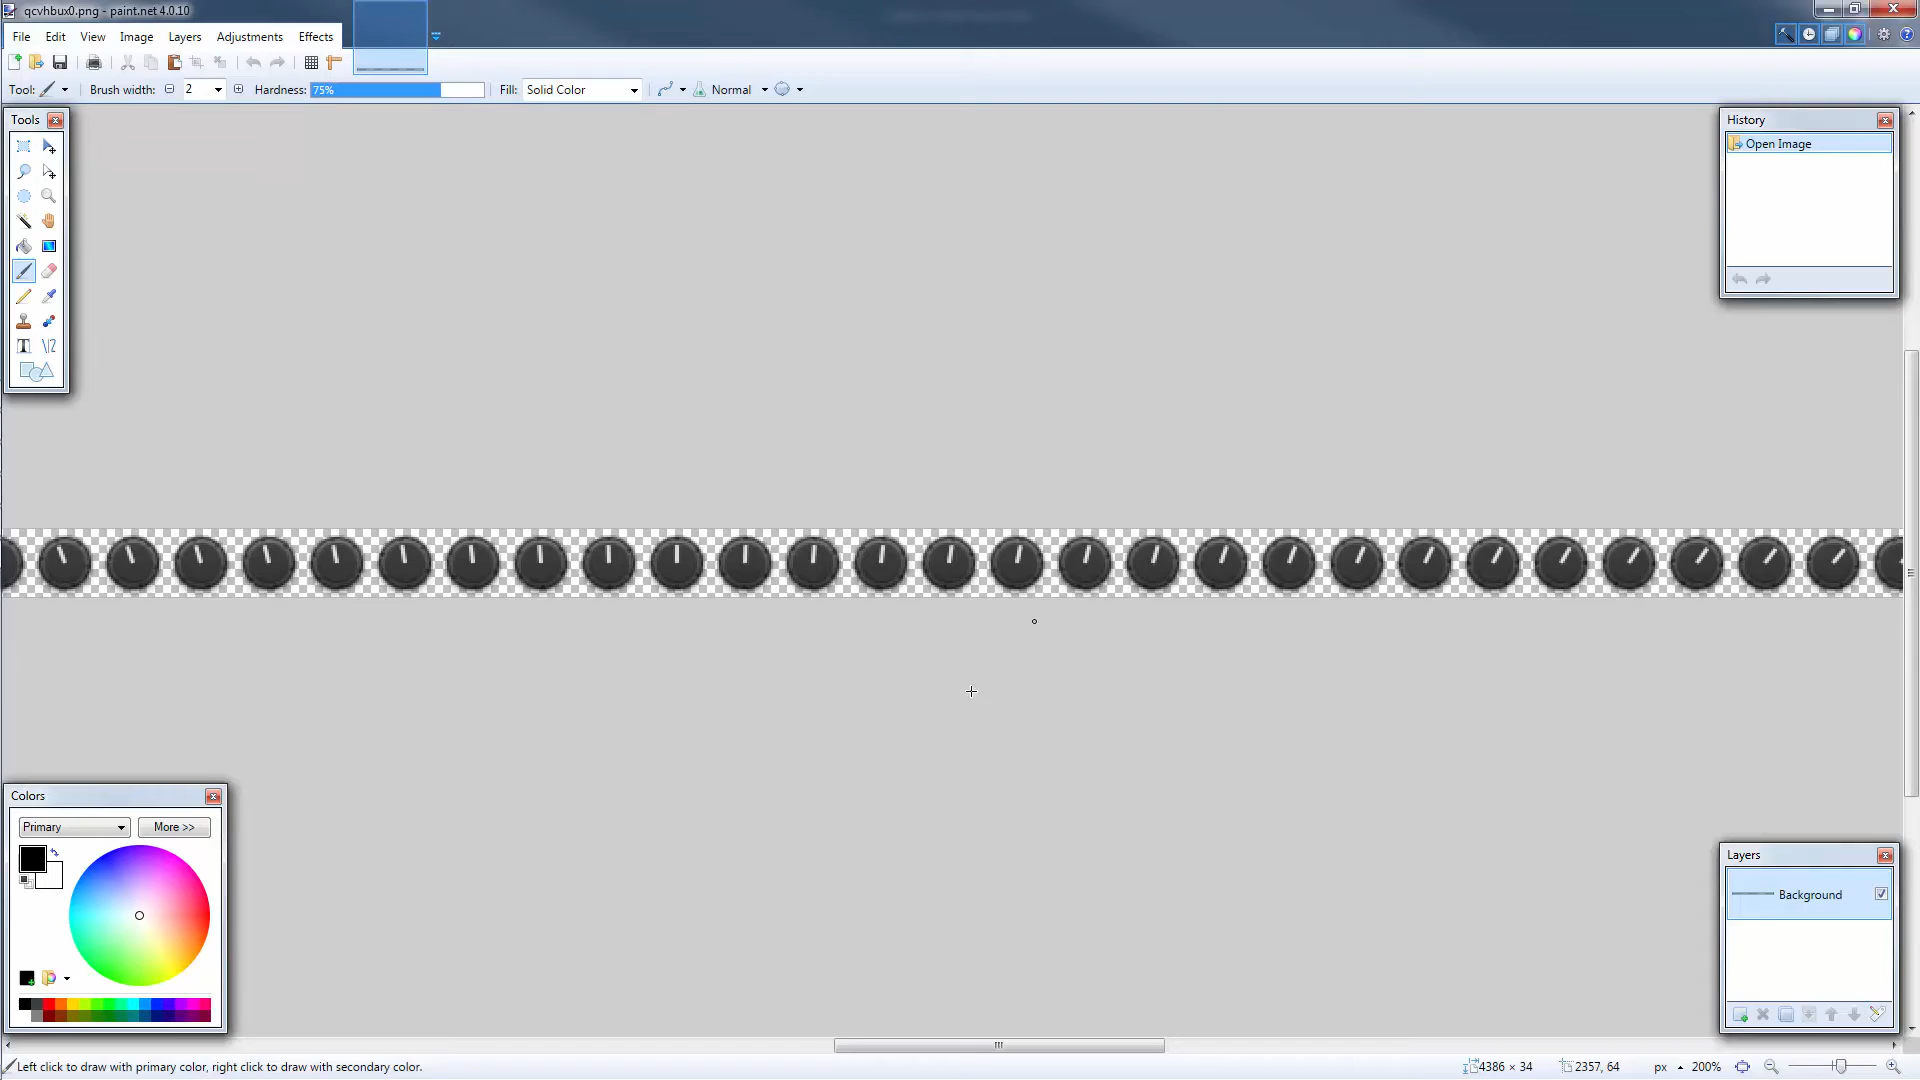 qcvhbux0.png - paint.net 4.0.10
File Edit View Image Layers Adjustments Effects
Tool: Brush width: 2 Hardness: 75% Fill: Solid Color Normal
Tools
History
Open Image
Colors
Primary More >>
Layers
Background
Left click to draw with primary color, right click to draw with secondary color.
4386 × 34 2357, 64 px 200%